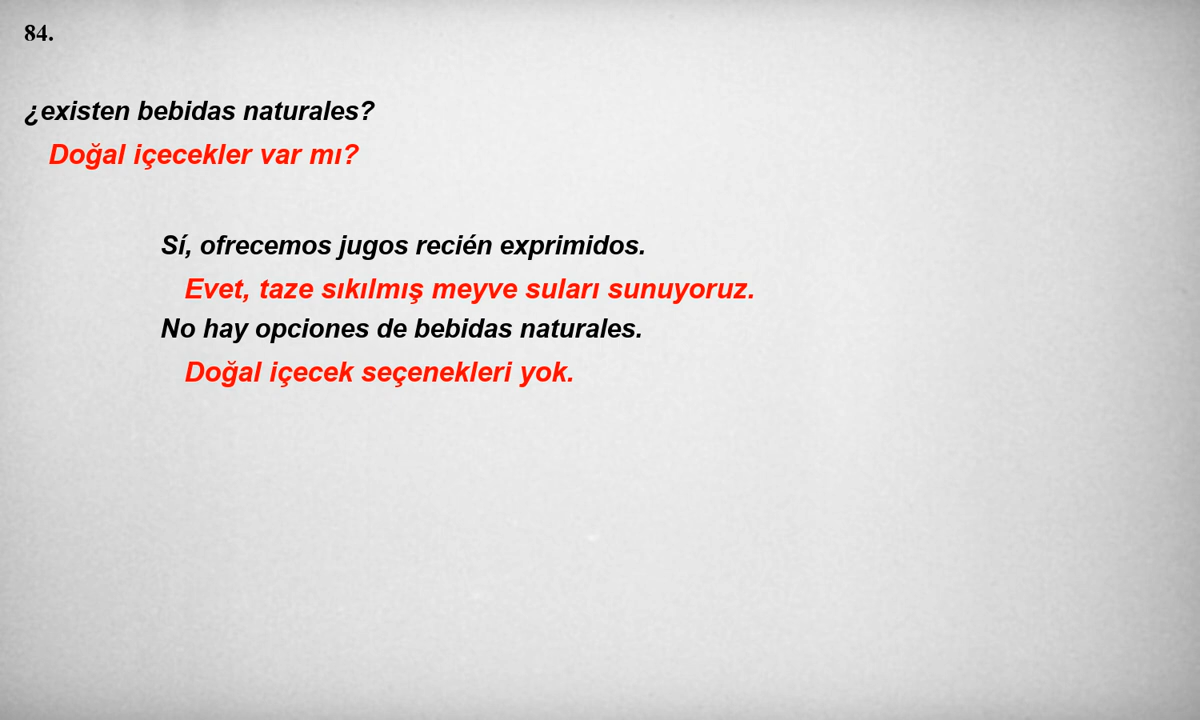 84.
¿existen bebidas naturales?
Doğal içecekler var mı?
Sí, ofrecemos jugos recién exprimidos.
Evet, taze sıkılmış meyve suları sunuyoruz.
No hay opciones de bebidas naturales.
Doğal içecek seçenekleri yok.